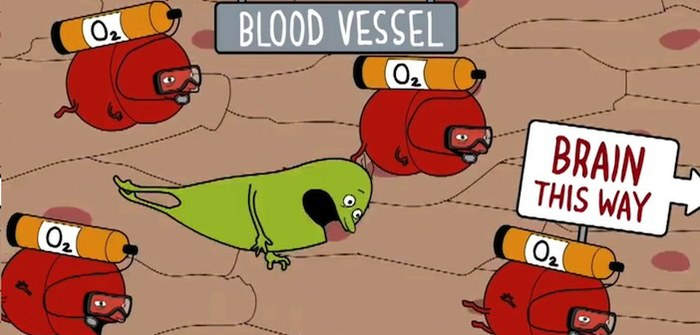 BLOOD VESSEL
O₂
O₂
BRAIN
THIS WAY
O₂
O₂